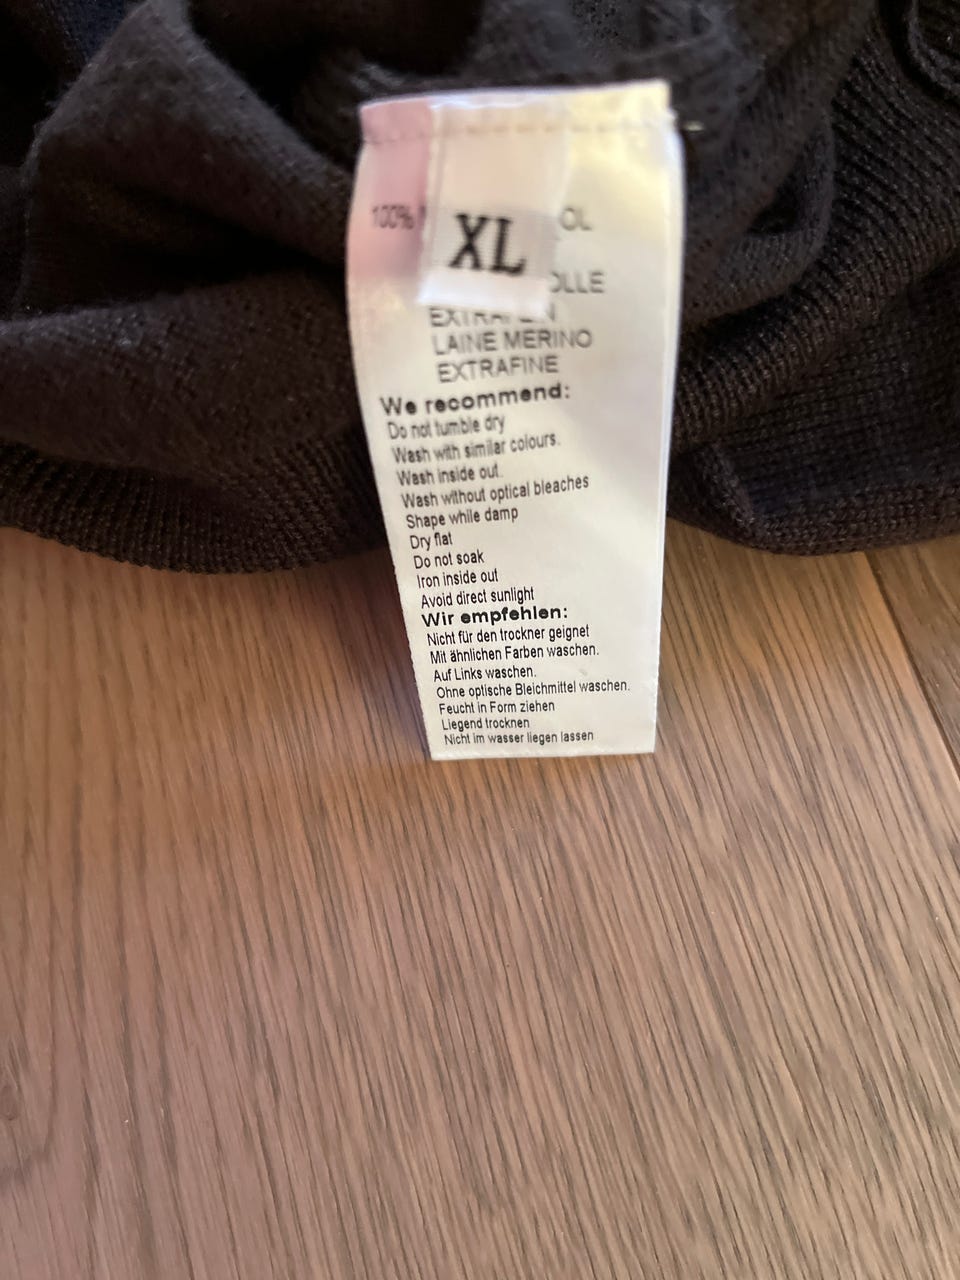 100%
XL
OL
OLLE
LAINE MERINO
EXTRAFINE
We recommend:
Do not tumble dry
Wash with similar colours.
Wash inside out.
Wash without optical bleaches
Shape while damp
Dry flat
Do not soak
Iron inside out
Avoid direct sunlight
Wir empfehlen:
Nicht für den trockner geignet
Mit ähnlichen Farben waschen.
Auf Links waschen.
Ohne optische Bleichmittel waschen.
Feucht in Form ziehen
Liegend trocknen
Nicht im wasser liegen lassen